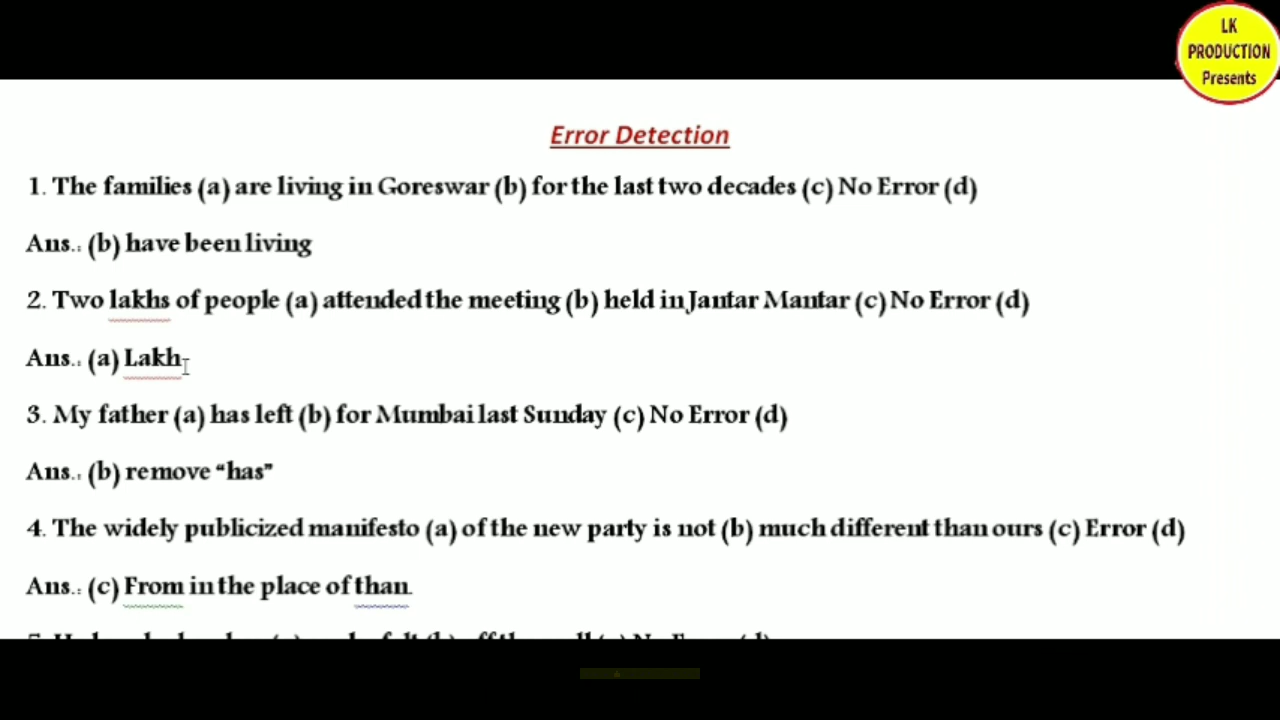 LK
PRODUCTION
Presents
Error Detection
1. The families (a) are living in Goreswar (b) for the last two decades (c) No Error (d)
Ans.: (b) have been living
2. Two lakhs of people (a) attended the meeting (b) held in Jantar Mantar (c) No Error (d)
Ans.: (a) Lakh
3. My father (a) has left (b) for Mumbai last Sunday (c) No Error (d)
Ans.: (b) remove “has”
4. The widely publicized manifesto (a) of the new party is not (b) much different than ours (c) Error (d)
Ans.: (c) From in the place of than